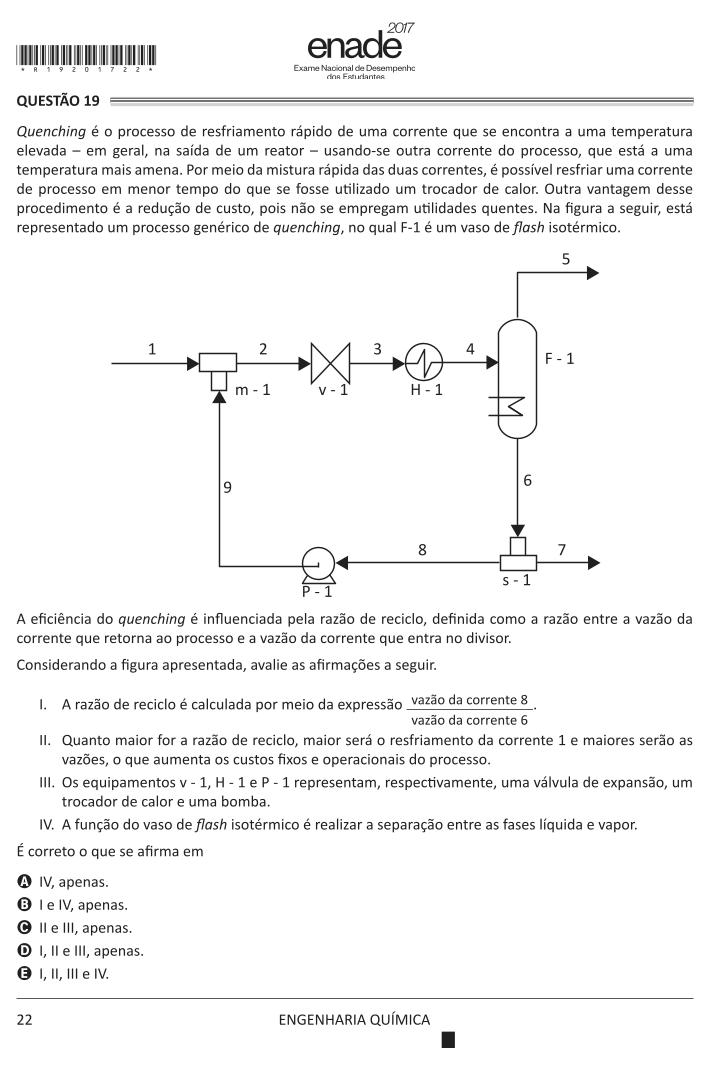 enade 2017
Exame Nacional de Desempenho
dos Estudantes
*R19201722*
QUESTÃO 19
Quenching é o processo de resfriamento rápido de uma corrente que se encontra a uma temperatura
elevada – em geral, na saída de um reator – usando-se outra corrente do processo, que está a uma
temperatura mais amena. Por meio da mistura rápida das duas correntes, é possível resfriar uma corrente
de processo em menor tempo do que se fosse utilizado um trocador de calor. Outra vantagem desse
procedimento é a redução de custo, pois não se empregam utilidades quentes. Na figura a seguir, está
representado um processo genérico de quenching, no qual F-1 é um vaso de flash isotérmico.
5
1 2 3 4
F - 1
m - 1 v - 1 H - 1
6
9
8 7
s - 1
P - 1
A eficiência do quenching é influenciada pela razão de reciclo, definida como a razão entre a vazão da
corrente que retorna ao processo e a vazão da corrente que entra no divisor.
Considerando a figura apresentada, avalie as afirmações a seguir.
I. A razão de reciclo é calculada por meio da expressão vazão da corrente 8
vazão da corrente 6.
II. Quanto maior for a razão de reciclo, maior será o resfriamento da corrente 1 e maiores serão as
vazões, o que aumenta os custos fixos e operacionais do processo.
III. Os equipamentos v - 1, H - 1 e P - 1 representam, respectivamente, uma válvula de expansão, um
trocador de calor e uma bomba.
IV. A função do vaso de flash isotérmico é realizar a separação entre as fases líquida e vapor.
É correto o que se afirma em
A IV, apenas.
B I e IV, apenas.
C II e III, apenas.
D I, II e III, apenas.
E I, II, III e IV.
22
ENGENHARIA QUÍMICA